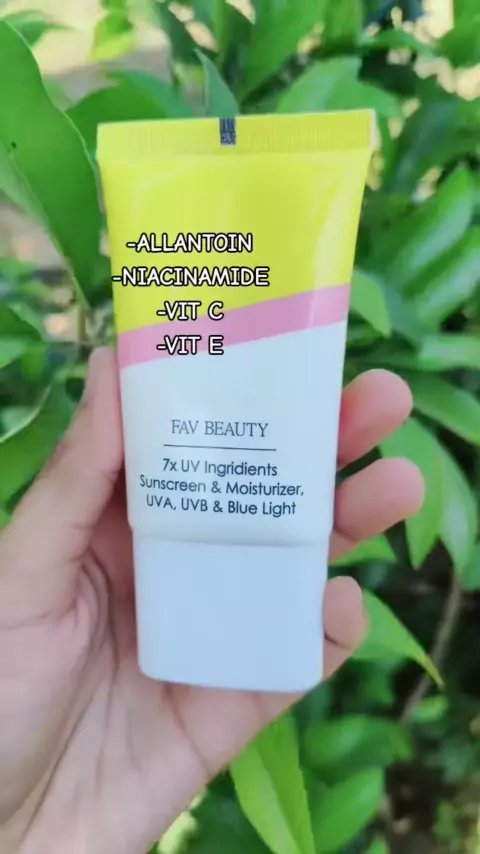 -ALLANTOIN
-NIACINAMIDE
-VIT C
-VIT E
FAV BEAUTY
7x UV Ingridients
Sunscreen & Moisturizer,
UVA, UVB & Blue Light